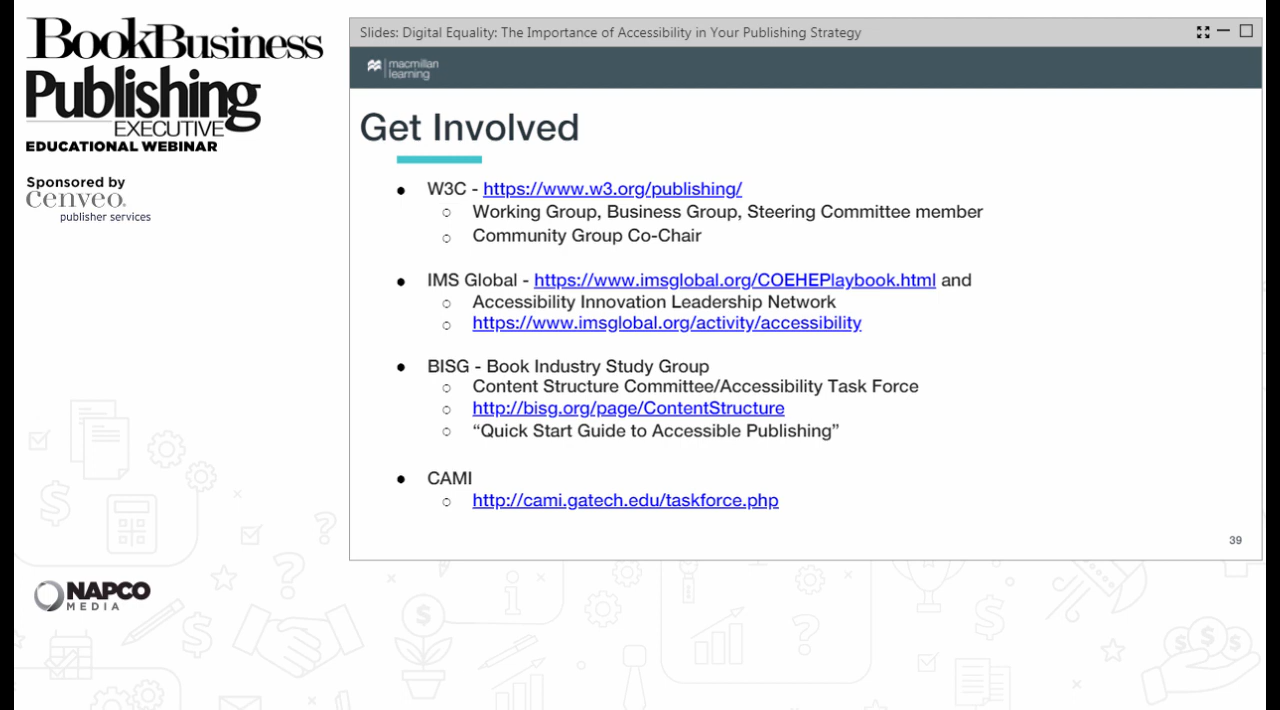 BookBusiness
Publishing
EXECUTIVE
EDUCATIONAL WEBINAR
Sponsored by
cenveo.
publisher services
NAPCO
MEDIA
Slides: Digital Equality: The Importance of Accessibility in Your Publishing Strategy
macmillan
learning
Get Involved
● W3C - https://www.w3.org/publishing/
○ Working Group, Business Group, Steering Committee member
○ Community Group Co-Chair
● IMS Global - https://www.imsglobal.org/COEHEPlaybook.html and
○ Accessibility Innovation Leadership Network
○ https://www.imsglobal.org/activity/accessibility
● BISG - Book Industry Study Group
○ Content Structure Committee/Accessibility Task Force
○ http://bisg.org/page/ContentStructure
○ “Quick Start Guide to Accessible Publishing”
● CAMI
○ http://cami.gatech.edu/taskforce.php
39